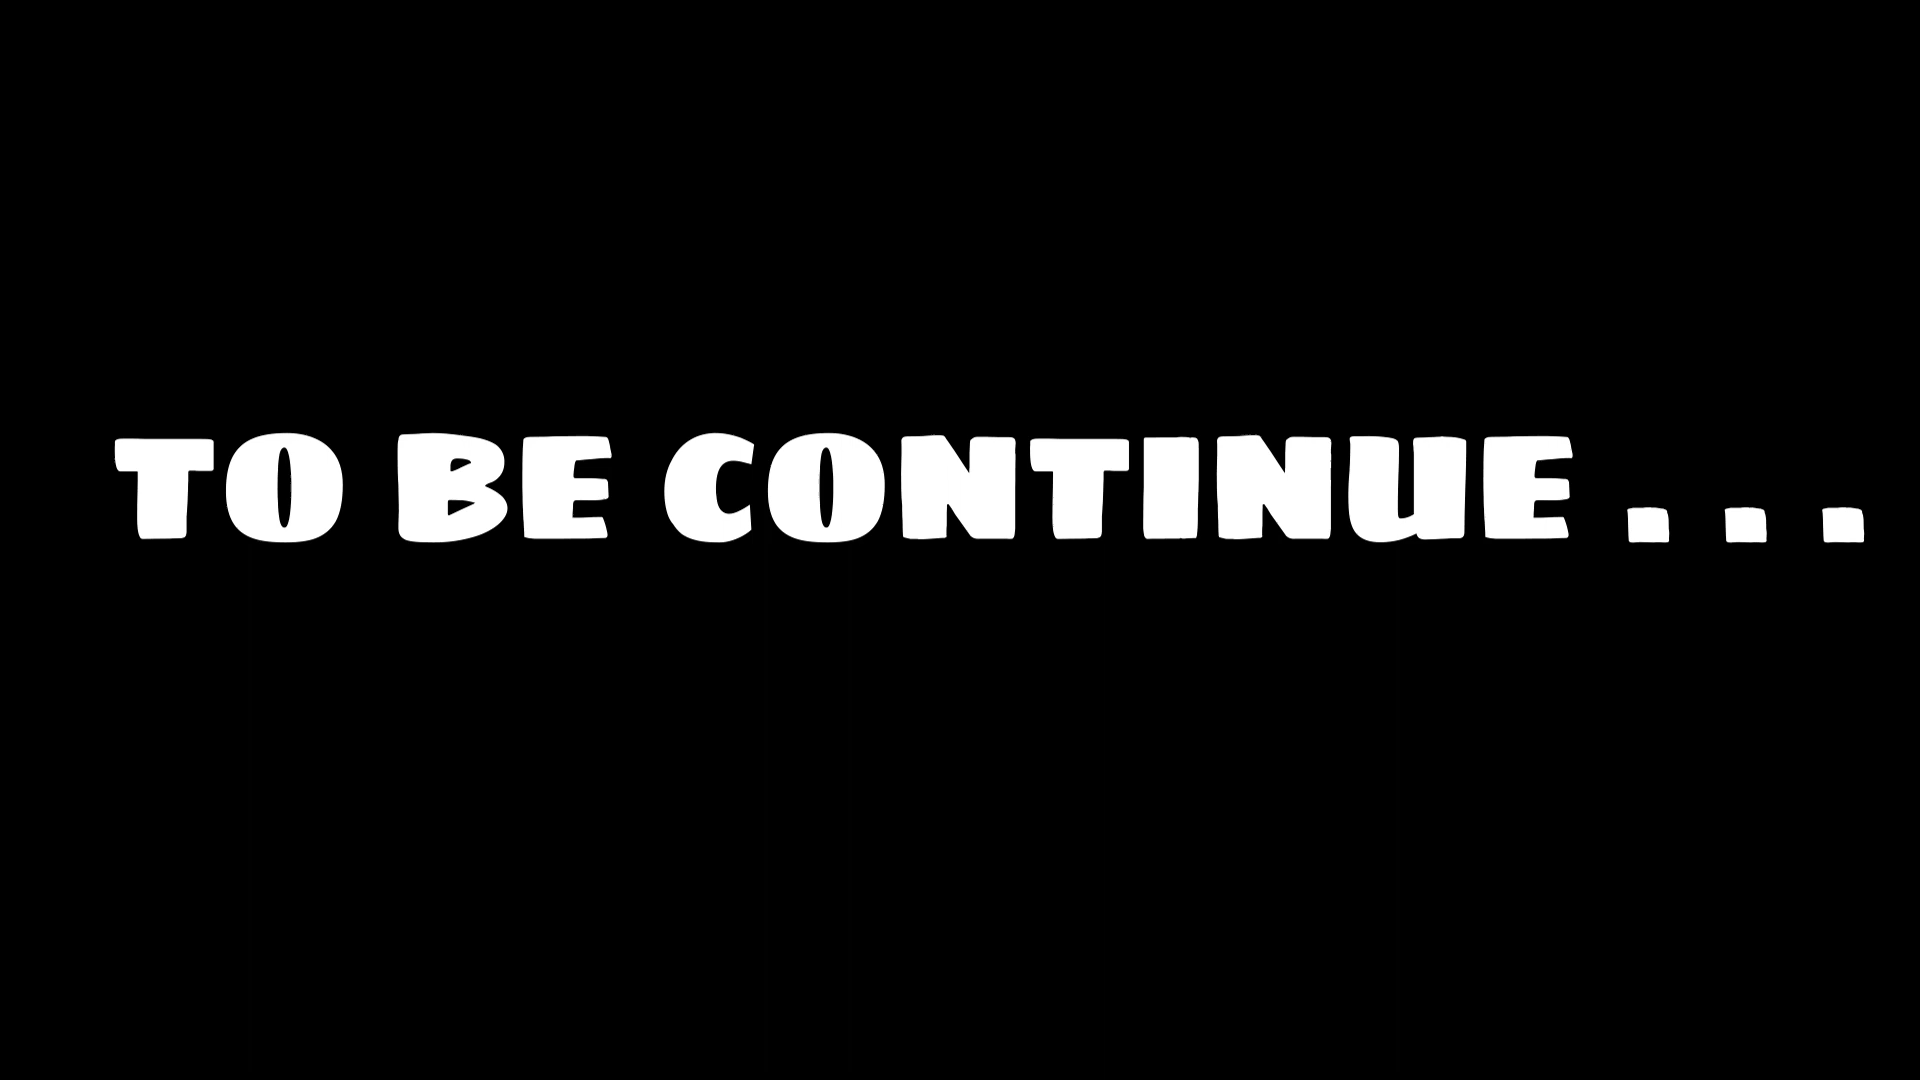 TO BE CONTINUE . . .